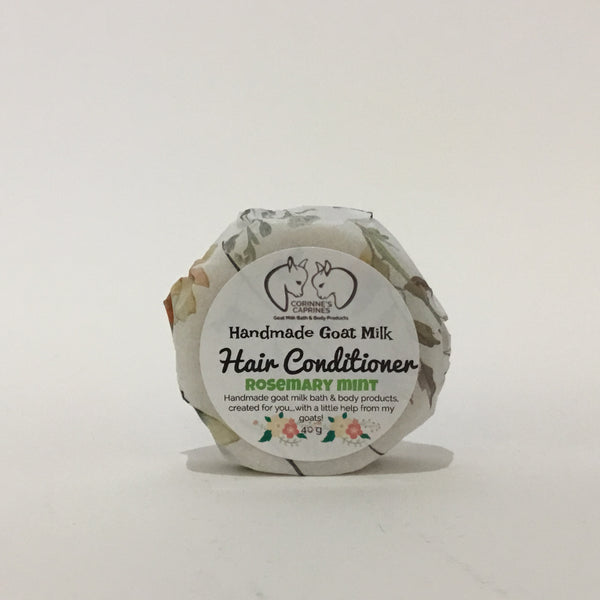 CORINNE'S
CAPRINES
Goat Milk Bath & Body Products
Handmade Goat Milk
Hair Conditioner
Rosemary mint
Handmade goat milk bath & body products,
created for you...with a little help from my
goats!
40 g